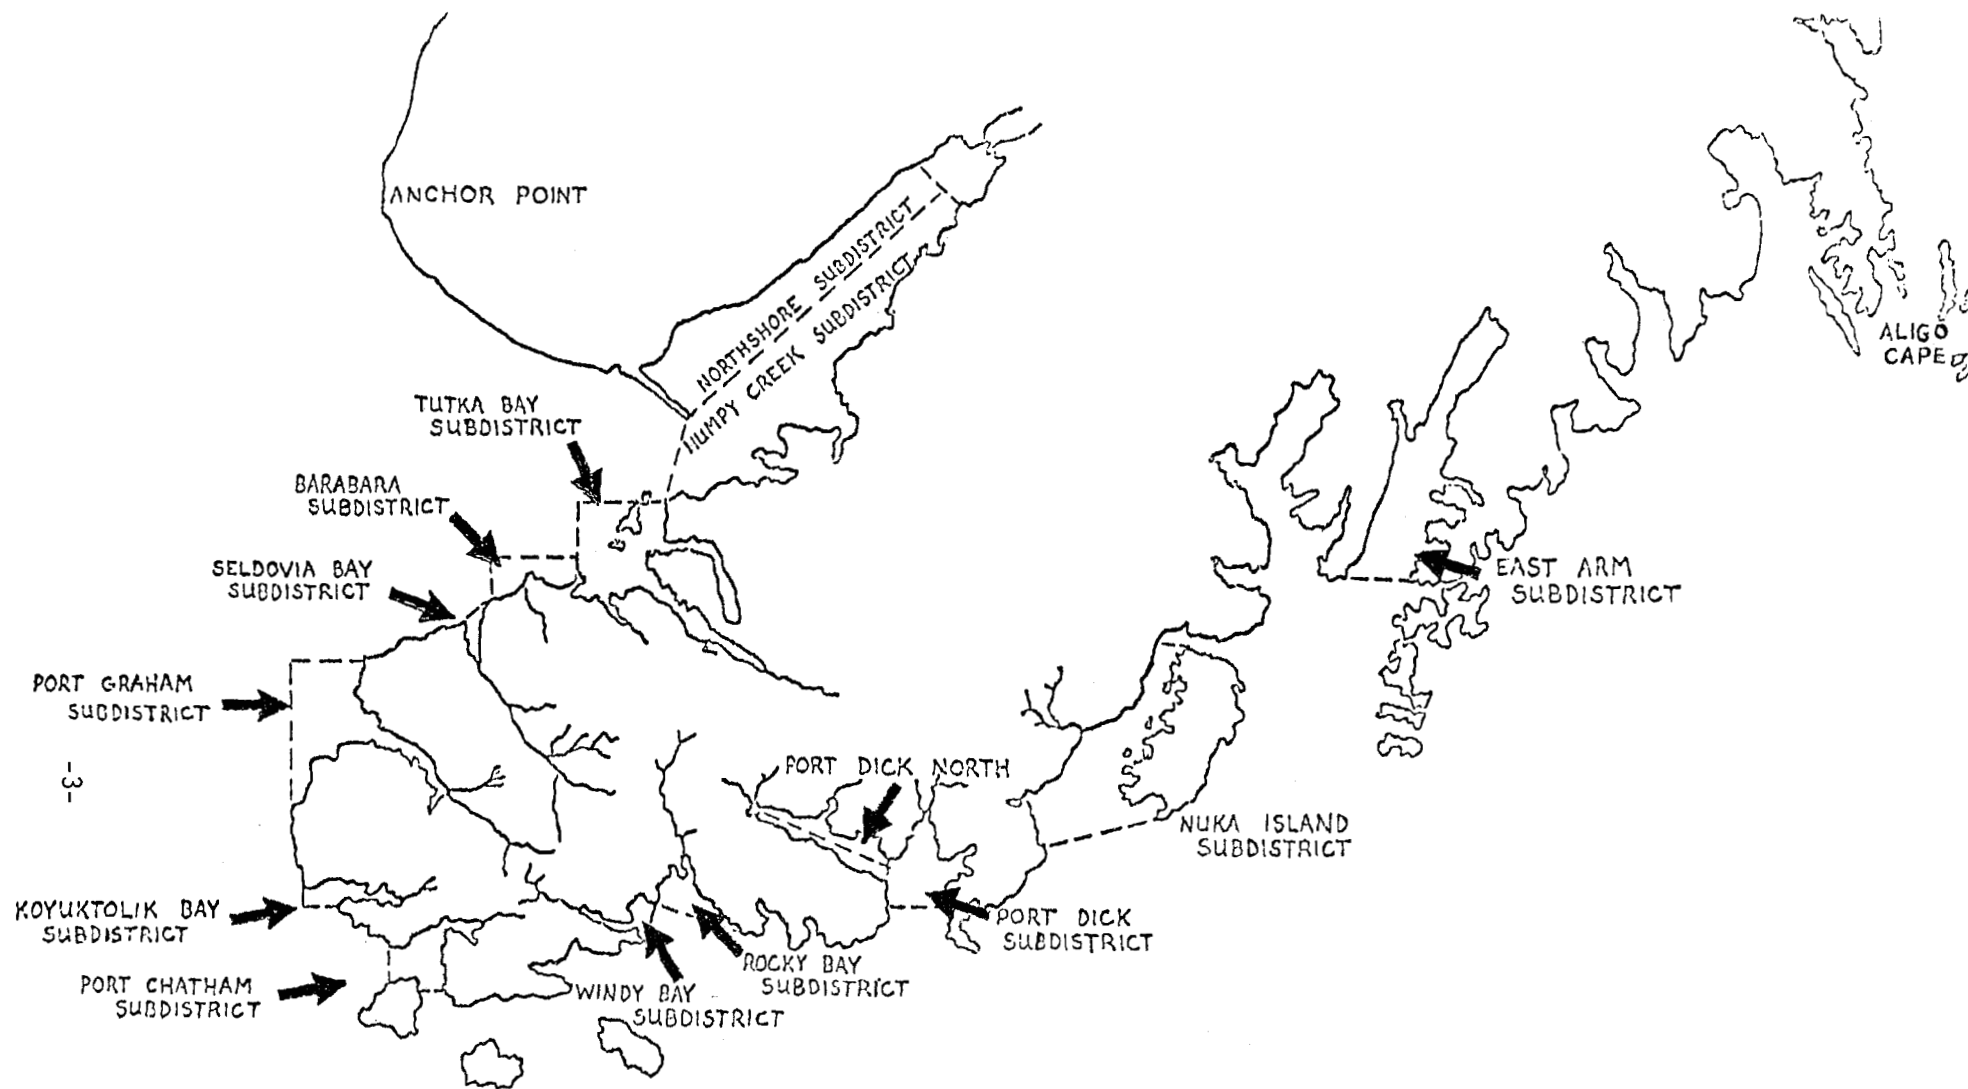 ANCHOR POINT
NORTHSHORE SUBDISTRICT
HUMPY CREEK SUBDISTRICT
ALIGO
CAPE
TUTKA BAY
SUBDISTRICT
BARABARA
SUBDISTRICT
SELDOVIA BAY
SUBDISTRICT
EAST ARM
SUBDISTRICT
PORT GRAHAM
SUBDISTRICT
-3-
PORT DICK NORTH
NUKA ISLAND
SUBDISTRICT
KOYUKTOLIK BAY
SUBDISTRICT
PORT DICK
SUBDISTRICT
ROCKY BAY
SUBDISTRICT
PORT CHATHAM
SUBDISTRICT
WINDY BAY
SUBDISTRICT